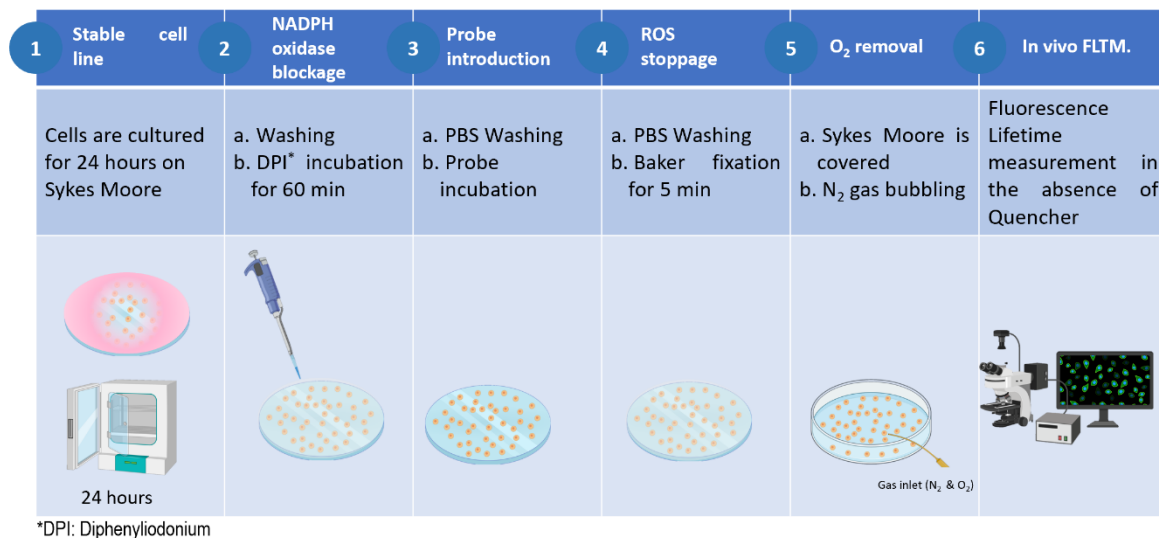 1
Stable cell
line
2
NADPH
oxidase
blockage
3
Probe
introduction
4
ROS
stoppage
5
O₂ removal
6
In vivo FLTM.
Cells are cultured
for 24 hours on
Sykes Moore
a. Washing
b. DPI* incubation
for 60 min
a. PBS Washing
b. Probe
incubation
a. PBS Washing
b. Baker fixation
for 5 min
a. Sykes Moore is
covered
b. N₂ gas bubbling
Fluorescence
Lifetime
measurement in
the absence of
Quencher
24 hours
Gas inlet (N₂ & O₂)
*DPI: Diphenyliodonium